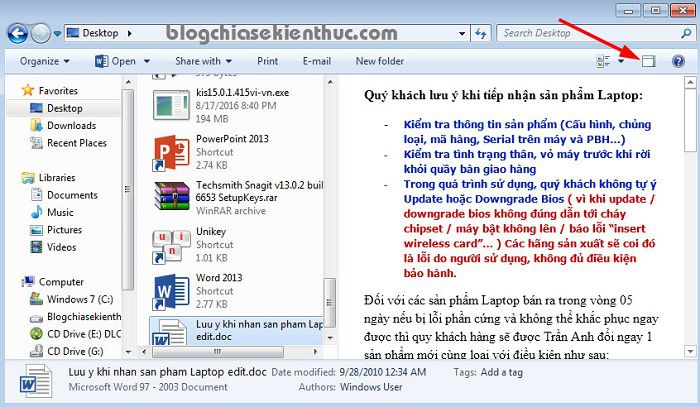 Desktop
blogchiasekienthuc.com
Search Desktop
Organize
Open
Share with
Print
E-mail
New folder
Favorites
Desktop
Downloads
Recent Places
Libraries
Documents
Music
Pictures
Videos
Computer
Windows 7 (C:)
Blogchiasekienth
CD Drive (E:) DLC
CD Drive (G:)
kis15.0.1.415vi-vn.exe
8/17/2016 8:40 PM
194 MB
PowerPoint 2013
Shortcut
2.74 KB
Techsmith Snagit v13.0.2 buil
6653 SetupKeys.rar
WinRAR archive
Unikey
Shortcut
1.01 KB
Word 2013
Shortcut
2.77 KB
Luu y khi nhan san pham Lap
edit.doc
Quý khách lưu ý khi tiếp nhận sản phẩm Laptop:
- Kiểm tra thông tin sản phẩm (Cấu hình, chủng
loại, mã hàng, Serial trên máy và PBH...)
- Kiểm tra tình trạng thân, vỏ máy trước khi rời
khỏi quầy bàn giao hàng
- Trong quá trình sử dụng, quý khách không tự ý
Update hoặc Downgrade Bios ( vì khi update /
downgrade bios không đúng dẫn tới cháy
chipset / máy bật không lên / báo lỗi “insert
wireless card”... ) Các hãng sản xuất sẽ coi đó
là lỗi do người sử dụng, không đủ điều kiện
bảo hành.
Đối với các sản phẩm Laptop bán ra trong vòng 05
ngày nếu bị lỗi phần cứng và không thể khắc phục ngay
được thì quý khách hàng sẽ được Trần Anh đổi ngay 1
sản phẩm mới cùng loại với điều kiện như sau:
Luu y khi nhan san pham Laptop edit.doc
Date modified: 9/28/2010 12:34 AM
Tags: Add a tag
Microsoft Word 97 - 2003 Document
Authors: Windows User